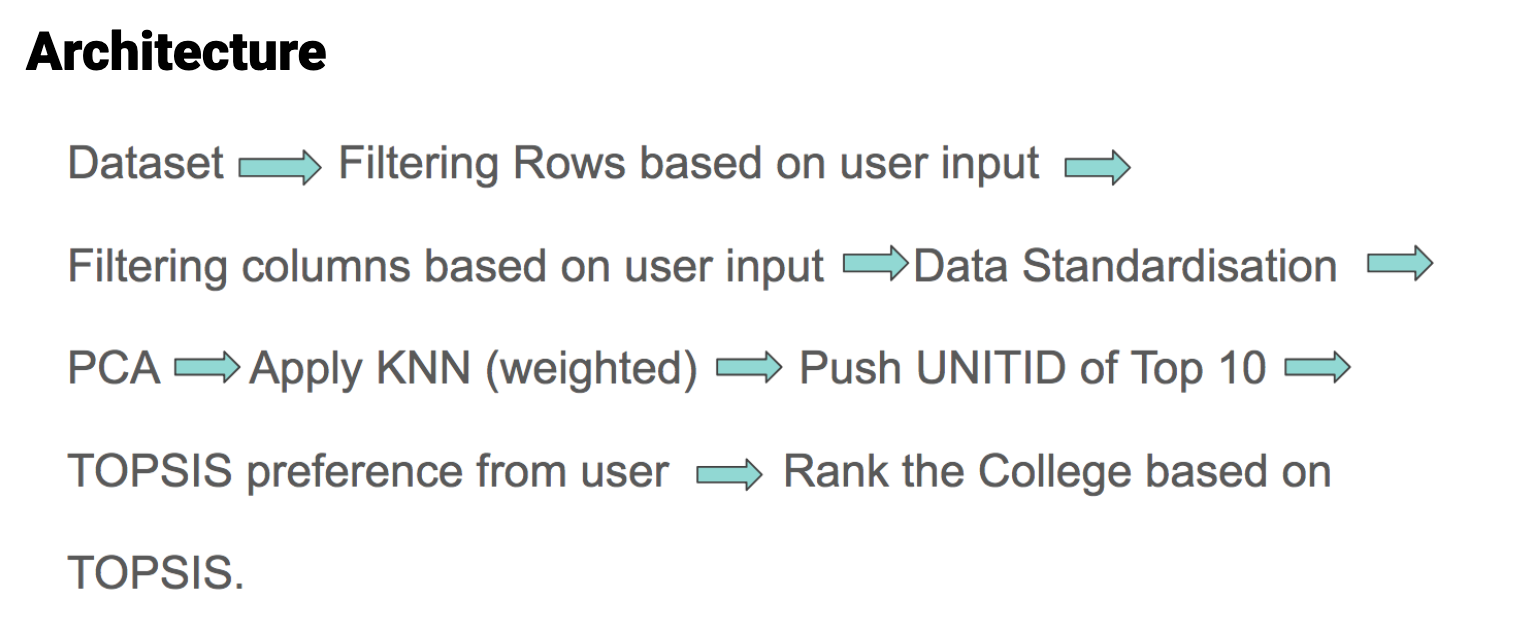 Architecture
Dataset Filtering Rows based on user input
Filtering columns based on user input Data Standardisation
PCA Apply KNN (weighted) Push UNITID of Top 10
TOPSIS preference from user Rank the College based on
TOPSIS.